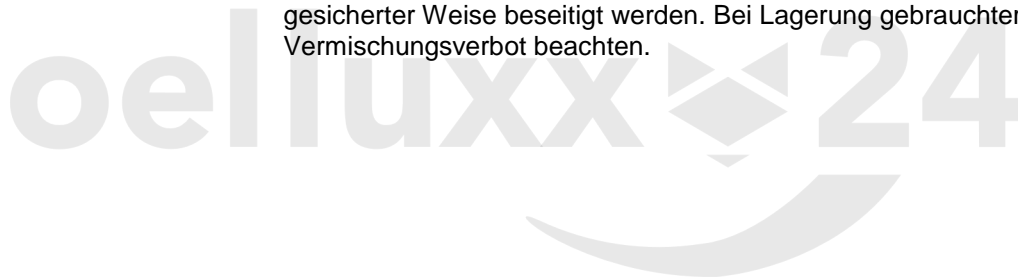 gesicherter Weise beseitigt werden. Bei Lagerung gebrauchter
Vermischungsverbot beachten.
oelluxx 24